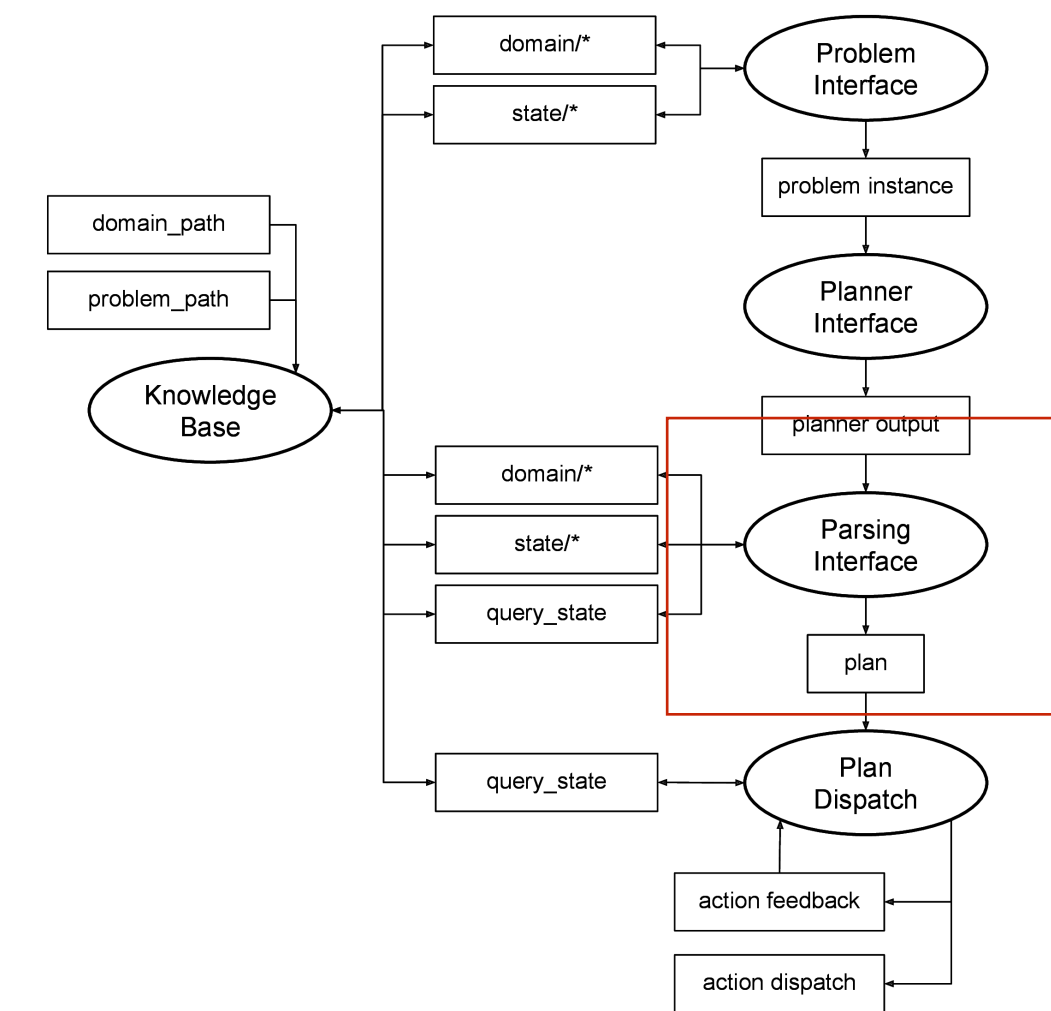 domain/*
Problem
Interface
state/*
problem instance
domain_path
problem_path
Planner
Interface
Knowledge
Base
planner output
domain/*
state/*
Parsing
Interface
query_state
plan
query_state
Plan
Dispatch
action feedback
action dispatch